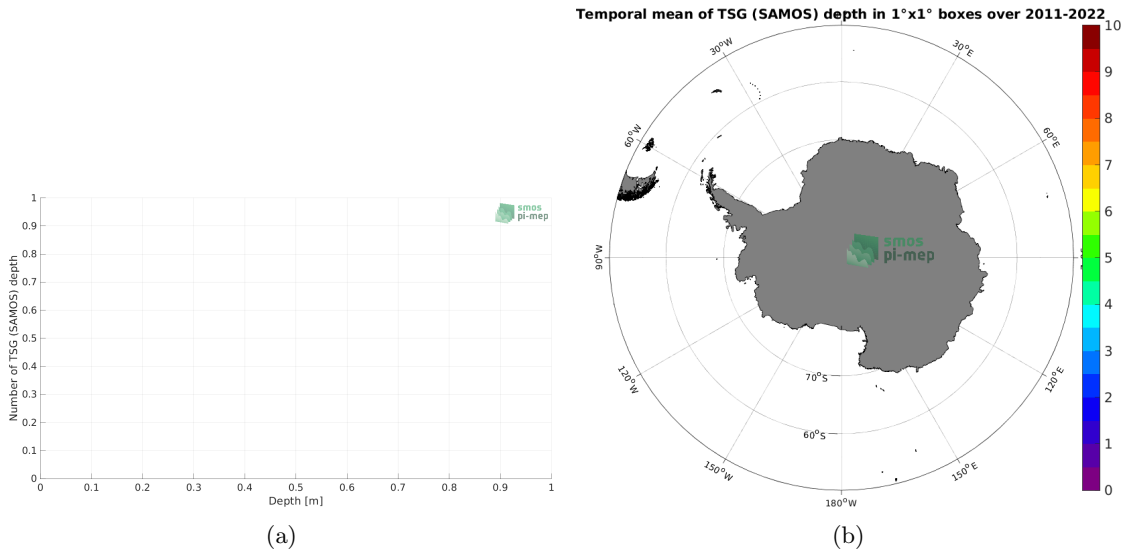 Temporal mean of TSG (SAMOS) depth in 1°x1° boxes over 2011-2022
1
0.9
0.8
0.7
0.6
0.5
0.4
0.3
0.2
0.1
0
Number of TSG (SAMOS) depth
0 0.1 0.2 0.3 0.4 0.5 0.6 0.7 0.8 0.9 1
Depth [m]
smos
pi-mep
(a)
30°W
30°E
60°W
60°E
90°W
smos
pi-mep
120°W
120°E
70°S
60°S
150°W
150°E
180°W
10
9
8
7
6
5
4
3
2
1
0
(b)